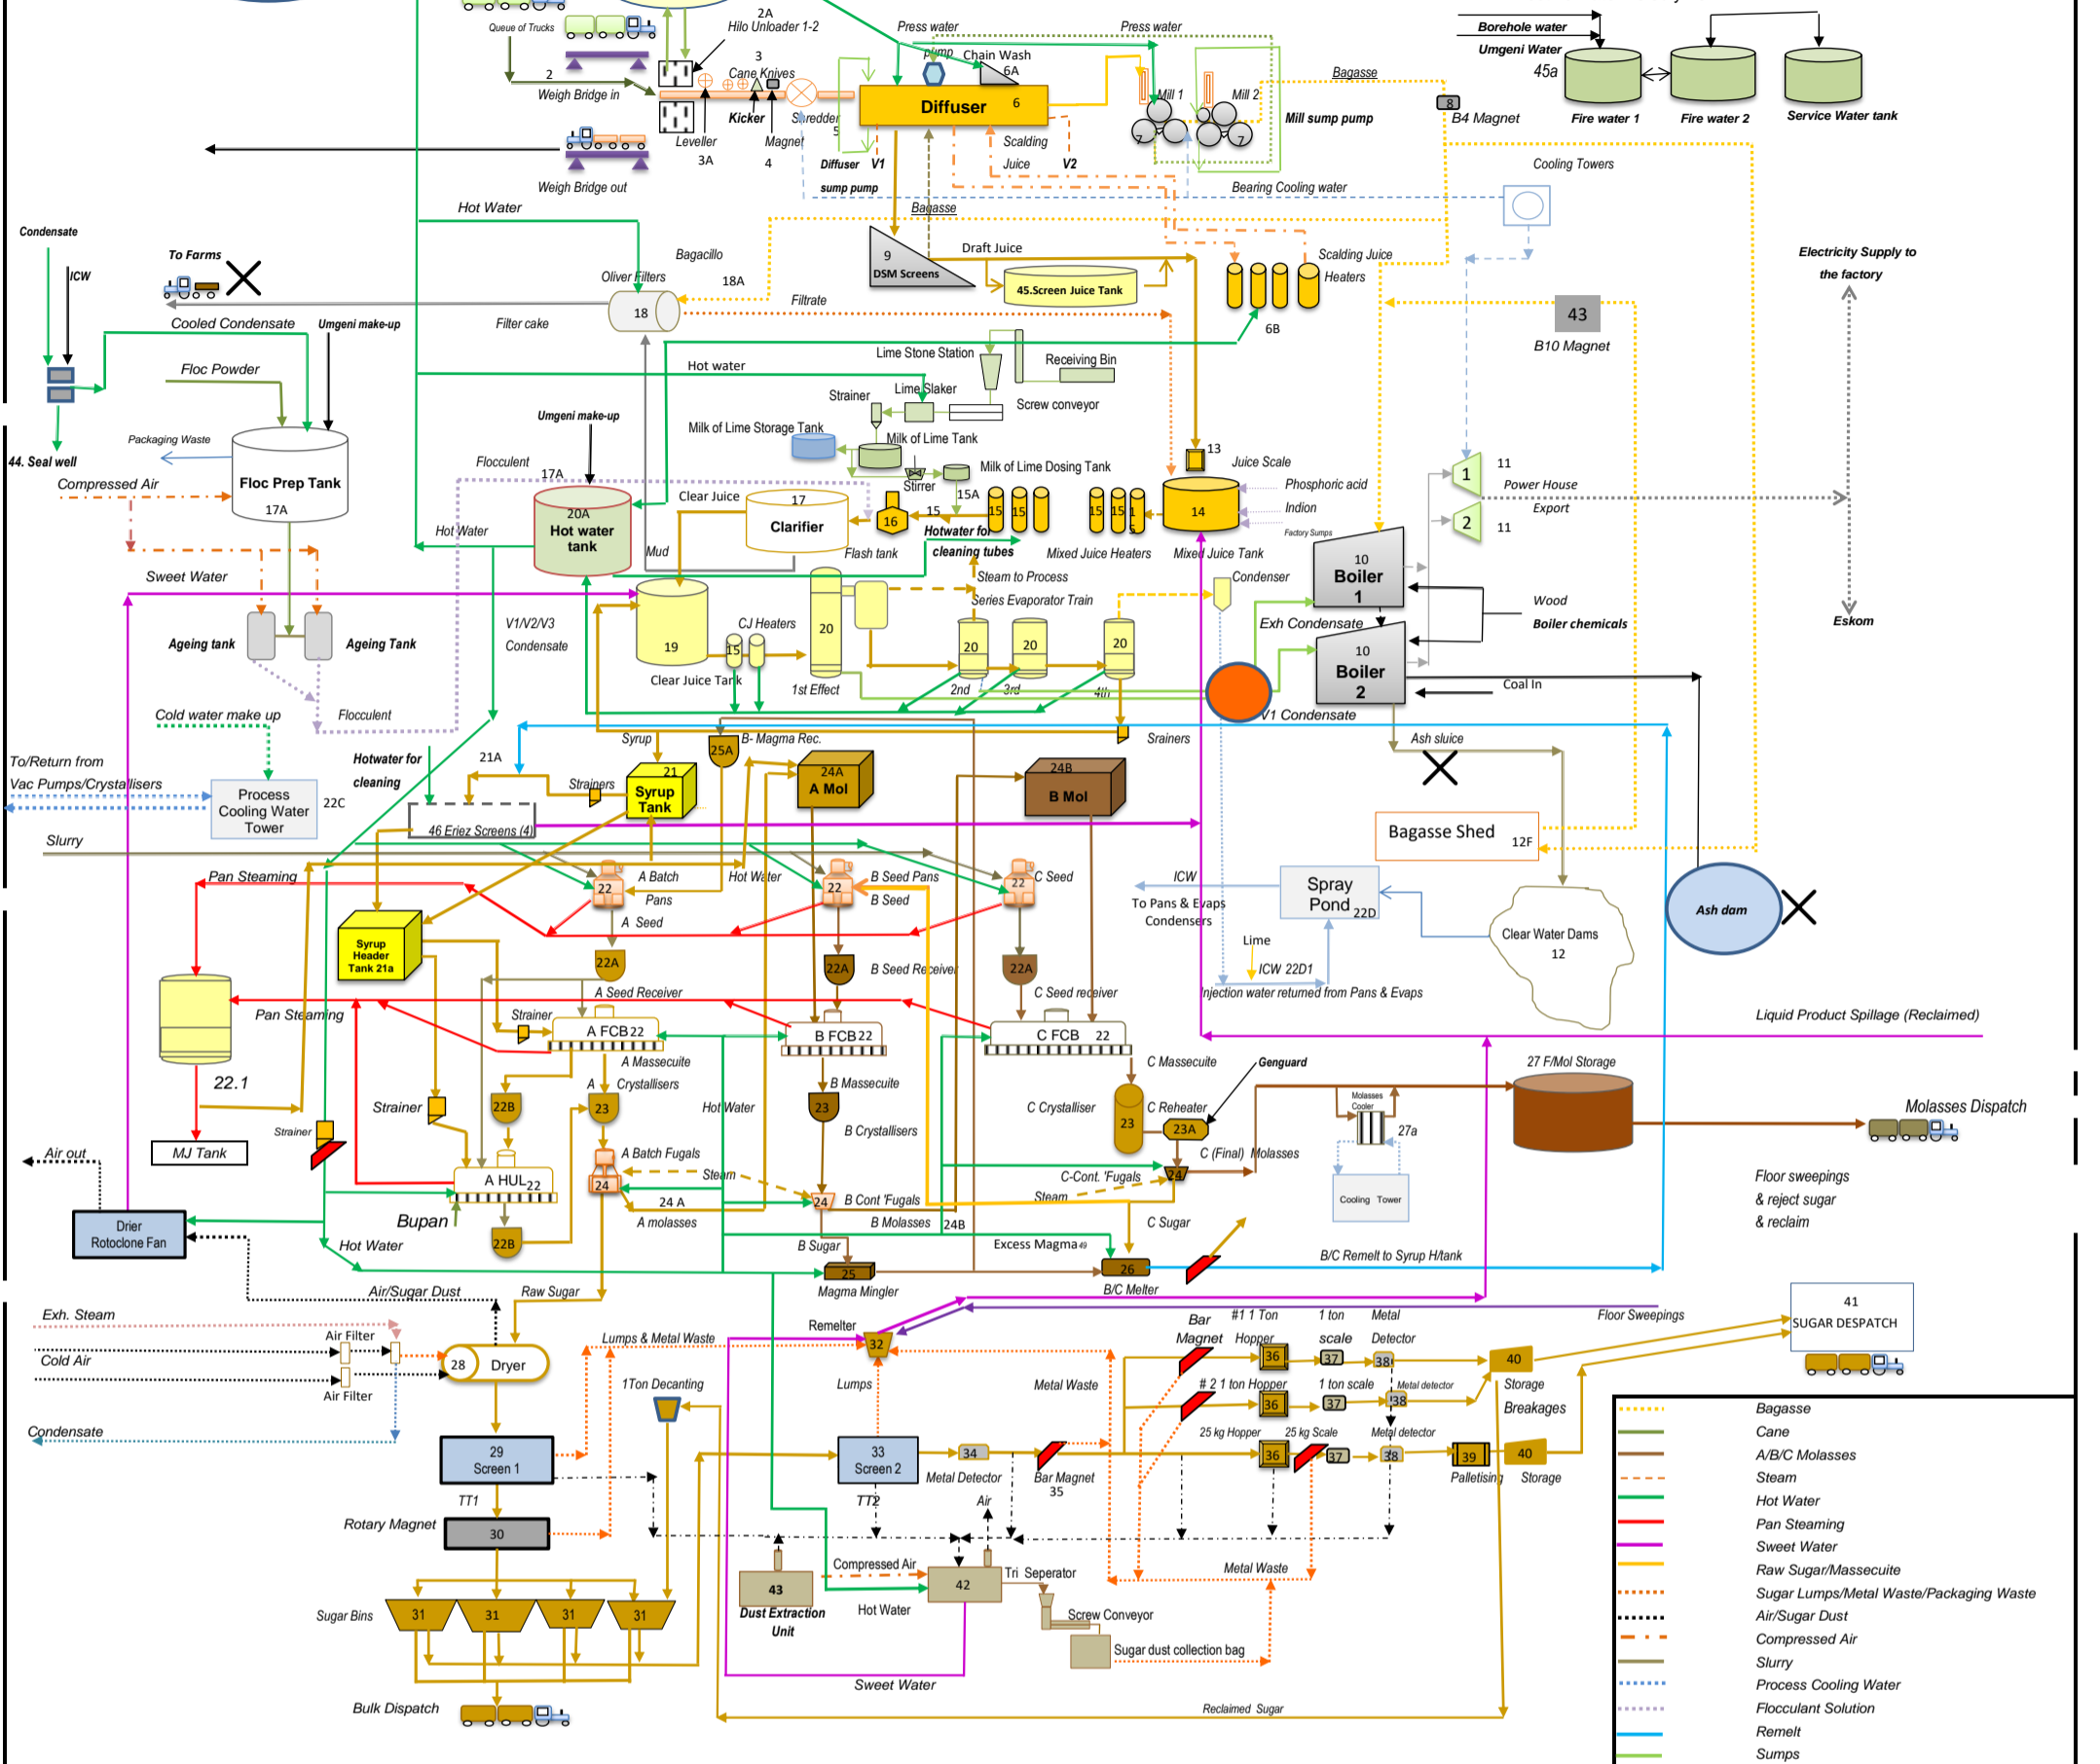 Queue of Trucks
2A
Hilo Unloader 1-2
Press water
Press water
Borehole water
Umgeni Water
45a
Fire water 1
Fire water 2
Service Water tank
2
Weigh Bridge in
3
Cane Knives
Kicker
Shredder
5
Leveller
3A
Magnet
4
pump
Chain Wash
6A
Diffuser
6
Mill 1
Mill 2
7
7
Bagasse
8
B4 Magnet
Mill sump pump
Diffuser
sump pump
V1
Scalding
Juice
V2
Weigh Bridge out
Cooling Towers
Bearing Cooling water
Hot Water
Bagasse
Condensate
ICW
To Farms
Bagacillo
18A
Oliver Filters
18
9
DSM Screens
Draft Juice
45.Screen Juice Tank
Scalding Juice
Heaters
6B
Electricity Supply to
the factory
Filter cake
Filtrate
43
B10 Magnet
Cooled Condensate
Umgeni make-up
Floc Powder
Hot water
Lime Stone Station
Receiving Bin
Lime Slaker
Strainer
Screw conveyor
Packaging Waste
44. Seal well
Compressed Air
Floc Prep Tank
17A
Umgeni make-up
Milk of Lime Storage Tank
Milk of Lime Tank
Milk of Lime Dosing Tank
Stirrer
15A
13
Juice Scale
Flocculent
17A
Clear Juice
17
Clarifier
16
Flash tank
15
15
15
Hotwater for
cleaning tubes
15
15
15
Mixed Juice Heaters
14
Mixed Juice Tank
Phosphoric acid
Indion
Factory Sumps
1
2
11
Power House
Export
11
20A
Hot water
tank
Hot Water
Mud
Sweet Water
Steam to Process
Series Evaporator Train
Condenser
10
Boiler
1
Exh Condensate
Wood
Boiler chemicals
Eskom
Ageing tank
Ageing Tank
V1/V2/V3
Condensate
19
Clear Juice Tank
CJ Heaters
15
20
1st Effect
20
2nd
20
3rd
20
4th
V1 Condensate
10
Boiler
2
Coal In
Cold water make up
Flocculent
To/Return from
Vac Pumps/Crystallisers
Process
Cooling Water
Tower
22C
Hotwater for
cleaning
21A
Strainers
Syrup
21
Syrup
Tank
25A
B- Magma Rec.
24A
A Mol
24B
B Mol
Srainers
Ash sluice
46 Eriez Screens (4)
Bagasse Shed
12F
Slurry
Pan Steaming
22
A Batch
Pans
Hot Water
22
B Seed Pans
B Seed
22
C Seed
ICW
To Pans & Evaps
Condensers
Spray
Pond
22D
Clear Water Dams
12
Ash dam
Syrup
Header
Tank 21a
A Seed
22A
A Seed Receiver
22A
B Seed Receiver
22A
C Seed receiver
Lime
ICW 22D1
Injection water returned from Pans & Evaps
Liquid Product Spillage (Reclaimed)
Pan Steaming
22.1
Strainer
A FCB 22
B FCB 22
C FCB 22
A Massecuite
B Massecuite
C Massecuite
Genguard
27 F/Mol Storage
Strainer
22B
A
Crystallisers
23
Hot Water
23
B Crystallisers
C Crystalliser
23
C Reheater
23A
Molasses
Cooler
27a
Molasses Dispatch
Strainer
MJ Tank
Air out
A HUL 22
Bupan
22B
A Batch Fugals
24
Steam
24 A
A molasses
24
B Cont 'Fugals
B Molasses
24B
C-Cont. 'Fugals
Steam
24
C (Final) Molasses
Cooling Tower
Floor sweepings
& reject sugar
& reclaim
Drier
Rotoclone Fan
Hot Water
B Sugar
25
Magma Mingler
Excess Magma 49
C Sugar
26
B/C Melter
B/C Remelt to Syrup H/tank
Air/Sugar Dust
Raw Sugar
Exh. Steam
Air Filter
Cold Air
Air Filter
28
Dryer
Condensate
Lumps & Metal Waste
Remelter
32
Lumps
1Ton Decanting
Metal Waste
Bar
Magnet
#1 1 Ton
Hopper
36
1 ton
scale
37
Metal
Detector
38
Floor Sweepings
40
Storage
Breakages
41
SUGAR DESPATCH
# 2 1 ton Hopper
36
1 ton scale
37
Metal detector
38
25 kg Hopper
36
25 kg Scale
37
Metal detector
38
39
Palletising
40
Storage
29
Screen 1
TT1
Rotary Magnet
30
33
Screen 2
TT2
34
Metal Detector
Bar Magnet
35
Air
43
Dust Extraction
Unit
Compressed Air
42
Hot Water
Tri Seperator
Screw Conveyor
Sugar dust collection bag
Metal Waste
Sugar Bins
31
31
31
31
Bulk Dispatch
Sweet Water
Reclaimed Sugar
Bagasse
Cane
A/B/C Molasses
Steam
Hot Water
Pan Steaming
Sweet Water
Raw Sugar/Massecuite
Sugar Lumps/Metal Waste/Packaging Waste
Air/Sugar Dust
Compressed Air
Slurry
Process Cooling Water
Flocculant Solution
Remelt
Sumps